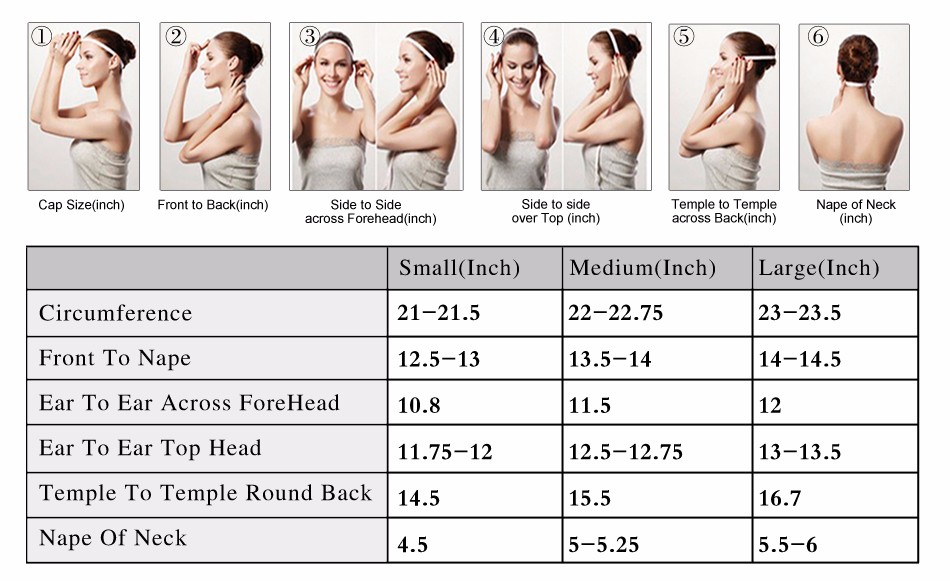 ① ② ③ ④ ⑤ ⑥
Cap Size(inch)
Front to Back(inch)
Side to Side
across Forehead(inch)
Side to side
over Top (inch)
Temple to Temple
across Back(inch)
Nape of Neck
(inch)
Small(Inch) Medium(Inch) Large(Inch)
Circumference 21–21.5 22–22.75 23–23.5
Front To Nape 12.5–13 13.5–14 14–14.5
Ear To Ear Across ForeHead 10.8 11.5 12
Ear To Ear Top Head 11.75–12 12.5–12.75 13–13.5
Temple To Temple Round Back 14.5 15.5 16.7
Nape Of Neck 4.5 5–5.25 5.5–6